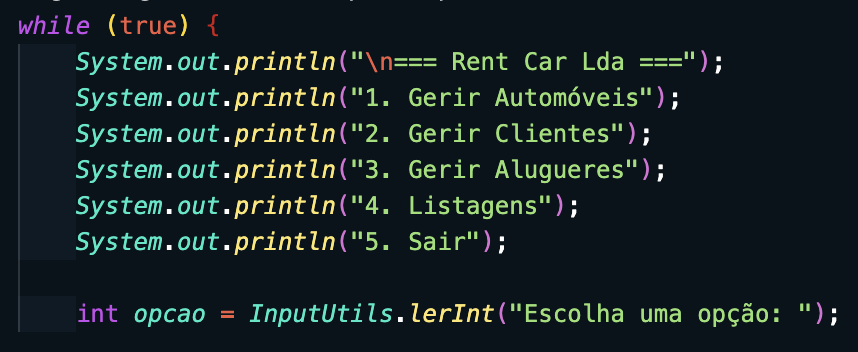 while (true) {
System.out.println("\n=== Rent Car Lda ===");
System.out.println("1. Gerir Automóveis");
System.out.println("2. Gerir Clientes");
System.out.println("3. Gerir Alugueres");
System.out.println("4. Listagens");
System.out.println("5. Sair");
int opcao = InputUtils.lerInt("Escolha uma opção: ");